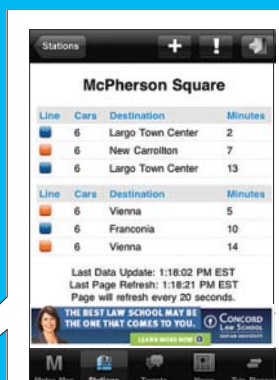 Stations
McPherson Square
Line Cars Destination Minutes
6 Largo Town Center 2
6 New Carrollton 7
6 Largo Town Center 13
Line Cars Destination Minutes
6 Vienna 5
6 Franconia 10
6 Vienna 14
Last Data Update: 1:18:02 PM EST
Last Page Refresh: 1:18:21 PM EST
Page will refresh every 20 seconds.
THE BEST LAW SCHOOL MAY BE
THE ONE THAT COMES TO YOU.
LEARN MORE NOW
CONCORD
LAW SCHOOL
KAPLAN UNIVERSITY
M